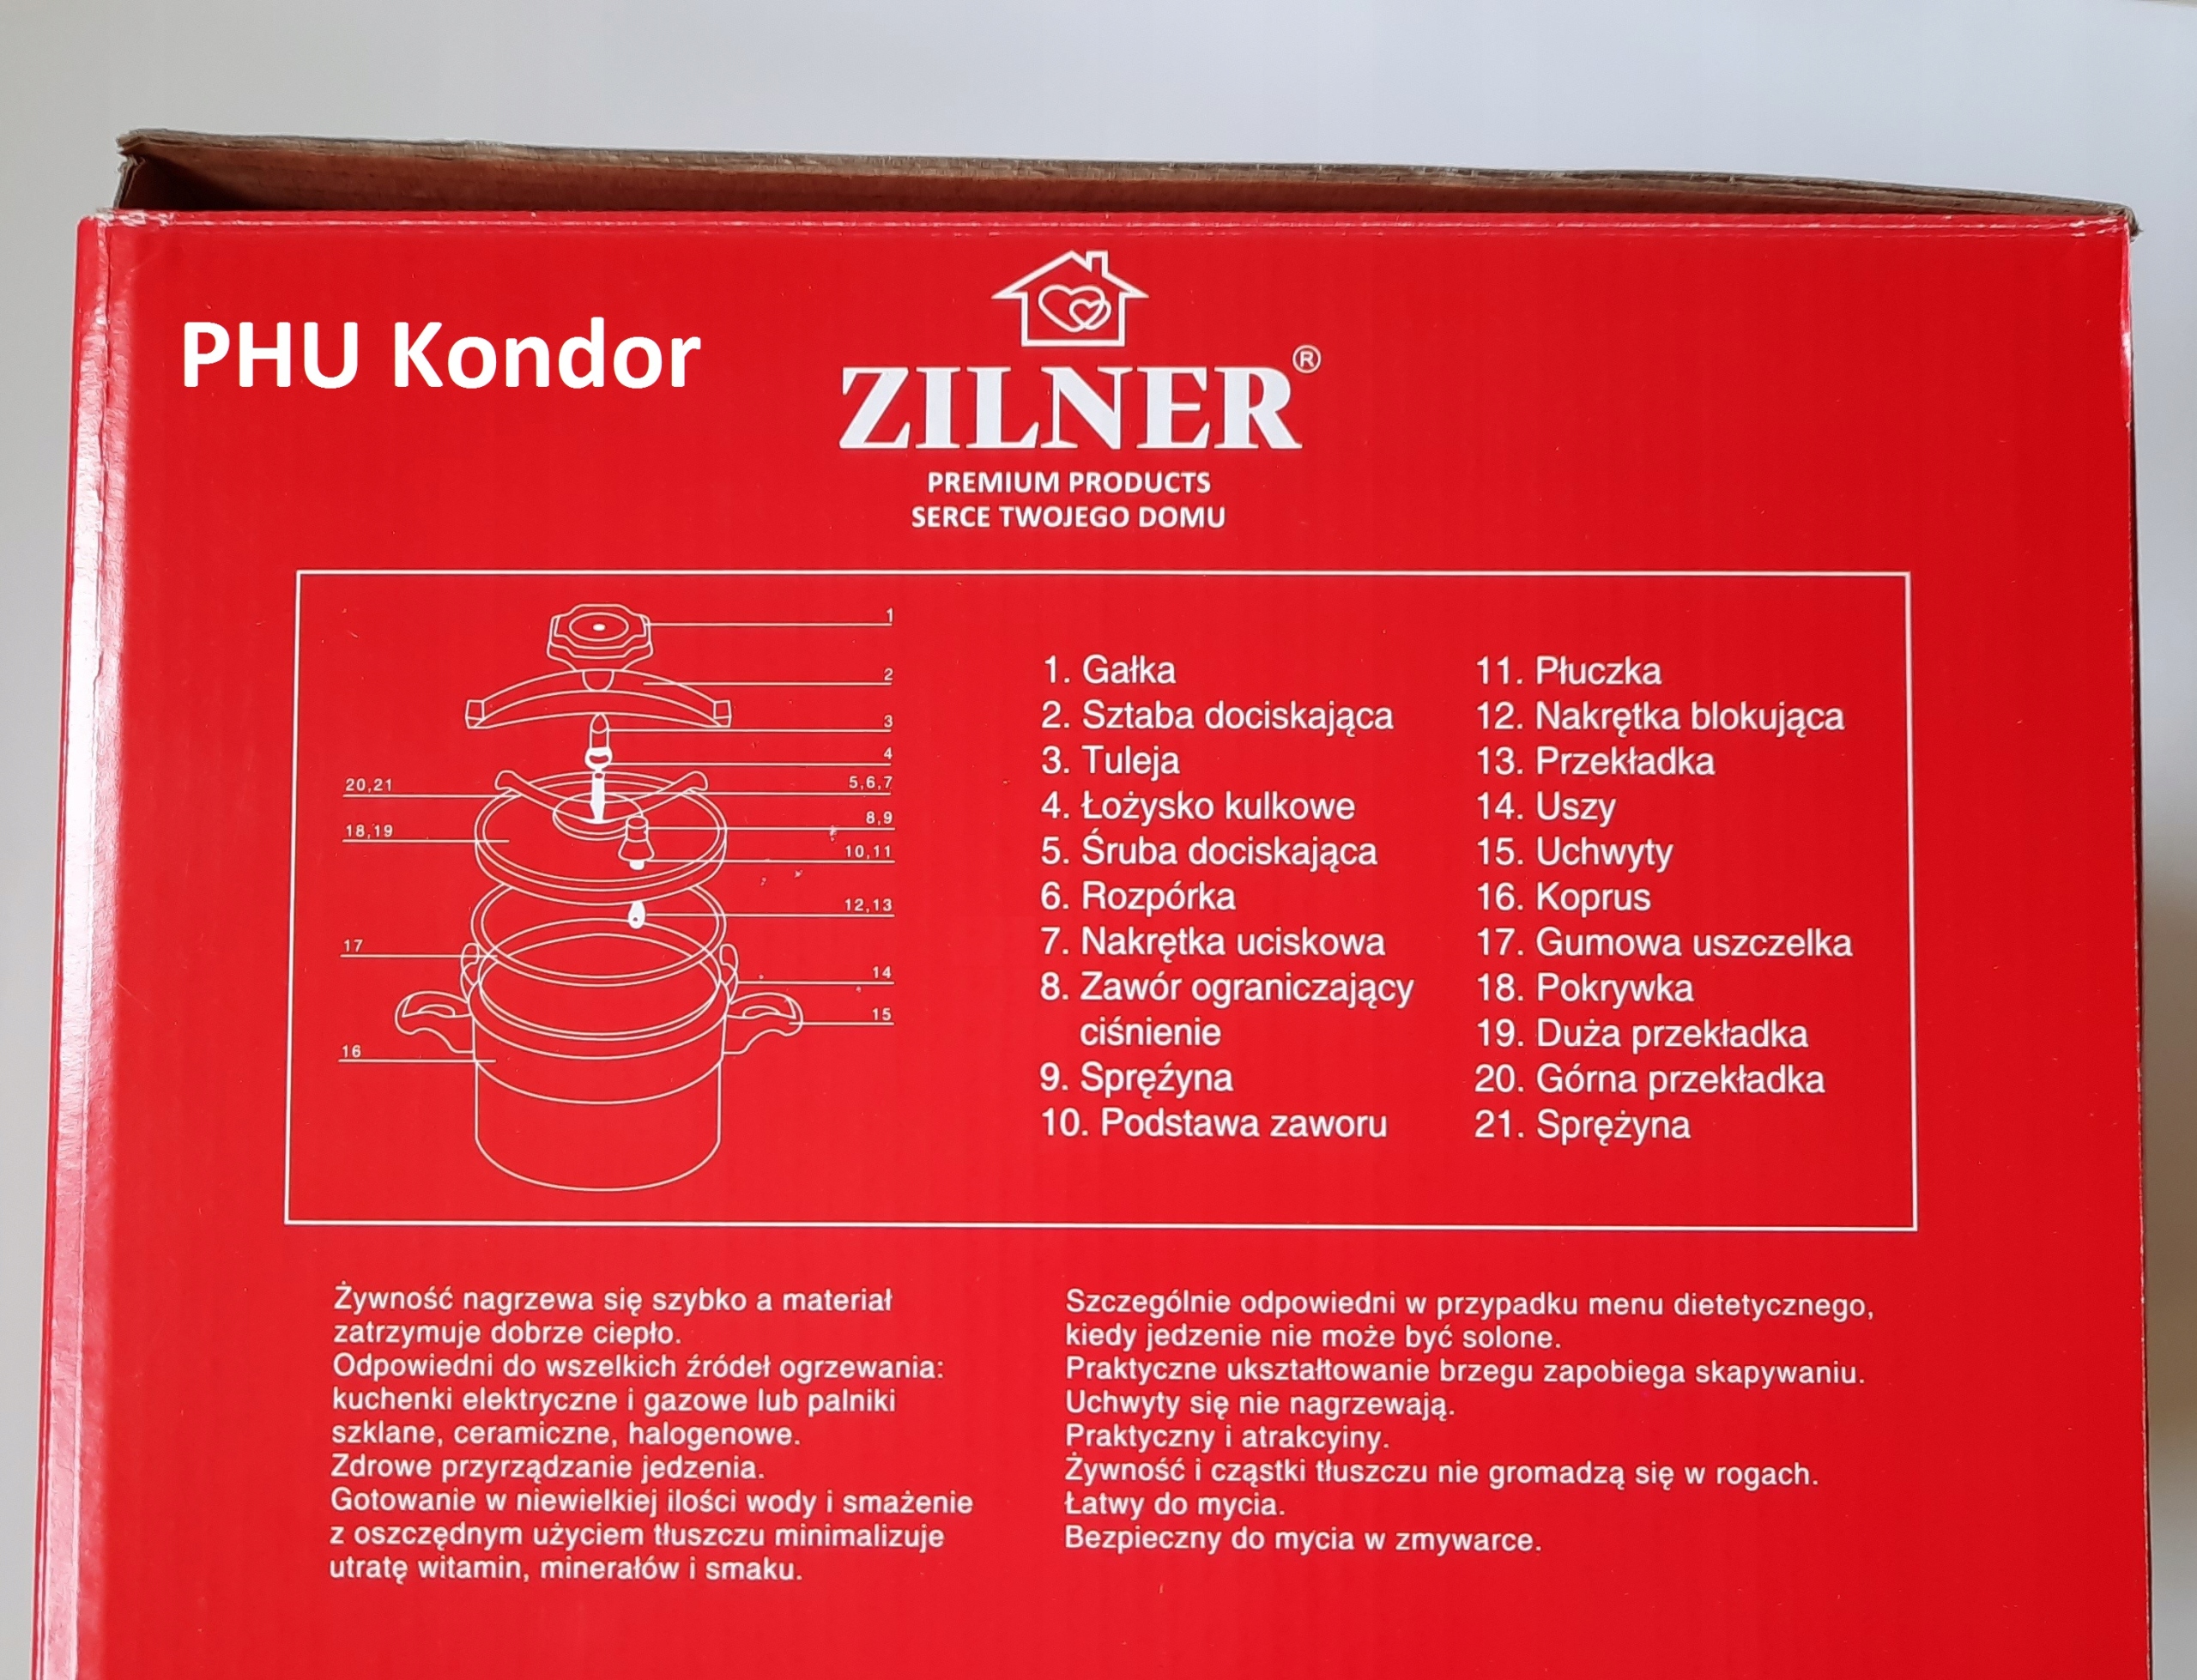 PHU Kondor
ZILNER®
PREMIUM PRODUCTS
SERCE TWOJEGO DOMU
1
2
3
4
5,6,7
8,9
10,11
12,13
14
15
20,21
18,19
17
16
1. Gałka
2. Sztaba dociskająca
3. Tuleja
4. Łożysko kulkowe
5. Śruba dociskająca
6. Rozpórka
7. Nakrętka uciskowa
8. Zawór ograniczający
ciśnienie
9. Spręźyna
10. Podstawa zaworu
11. Płuczka
12. Nakrętka blokująca
13. Przekładka
14. Uszy
15. Uchwyty
16. Koprus
17. Gumowa uszczelka
18. Pokrywka
19. Duża przekładka
20. Górna przekładka
21. Sprężyna
Żywność nagrzewa się szybko a materiał
zatrzymuje dobrze ciepło.
Odpowiedni do wszelkich źródeł ogrzewania:
kuchenki elektryczne i gazowe lub palniki
szklane, ceramiczne, halogenowe.
Zdrowe przyrządzanie jedzenia.
Gotowanie w niewielkiej ilości wody i smażenie
z oszczędnym użyciem tłuszczu minimalizuje
utratę witamin, minerałów i smaku.
Szczególnie odpowiedni w przypadku menu dietetycznego,
kiedy jedzenie nie może być solone.
Praktyczne ukształtowanie brzegu zapobiega skapywaniu.
Uchwyty się nie nagrzewają.
Praktyczny i atrakcyiny.
Żywność i cząstki tłuszczu nie gromadzą się w rogach.
Łatwy do mycia.
Bezpieczny do mycia w zmywarce.